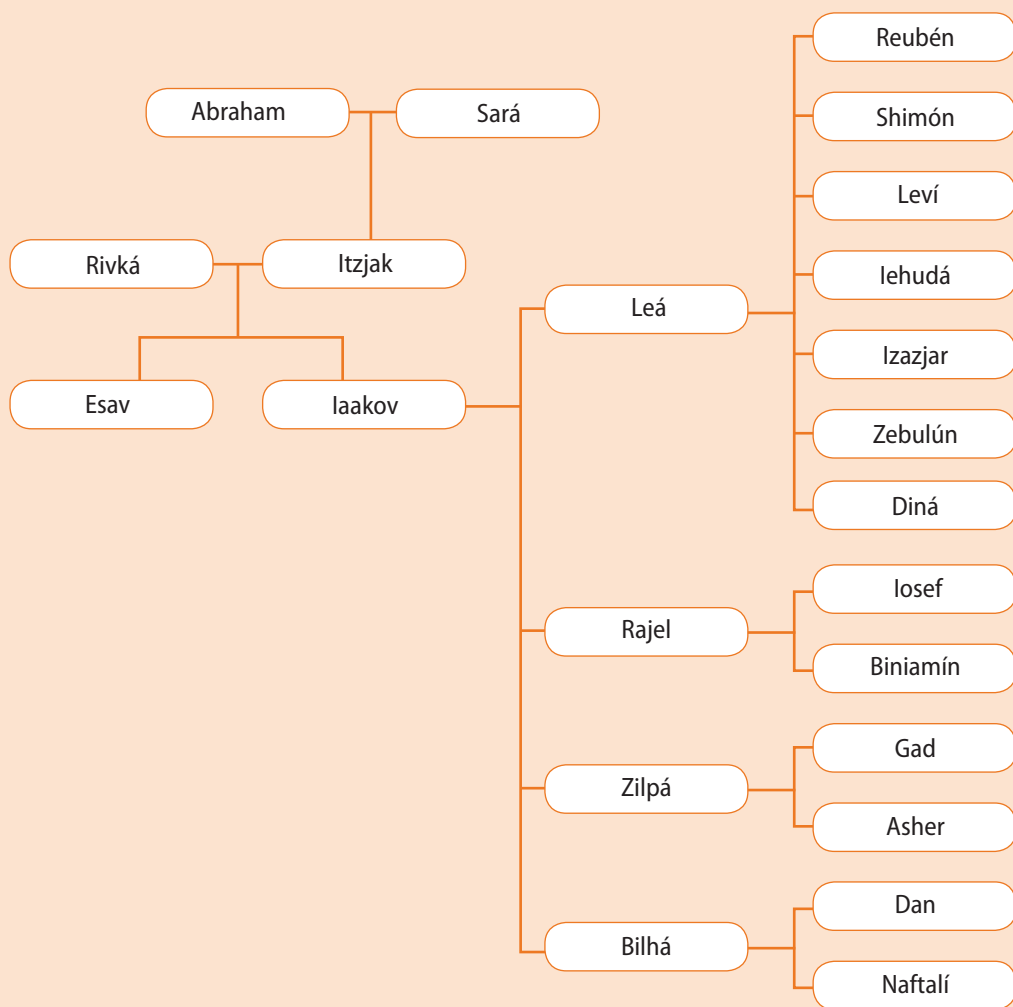 Abraham
Sará
Rivká
Itzjak
Esav
Iaakov
Leá
Reubén
Shimón
Leví
Iehudá
Izazjar
Zebulún
Diná
Rajel
Iosef
Biniamín
Zilpá
Gad
Asher
Bilhá
Dan
Naftalí